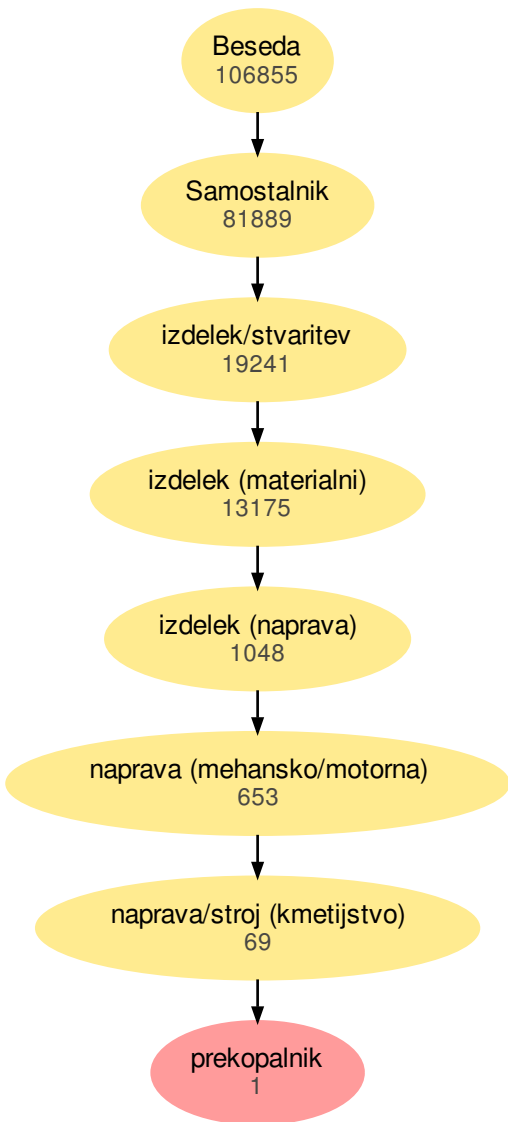 Beseda
106855
Samostalnik
81889
izdelek/stvaritev
19241
izdelek (materialni)
13175
izdelek (naprava)
1048
naprava (mehansko/motorna)
653
naprava/stroj (kmetijstvo)
69
prekopalnik
1